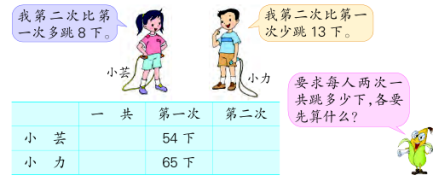 我第二次比第
一次多跳8下。
我第二次比第一
次少跳13下。
小芸
小力
要求每人两次一
共跳多少下,各要
先算什么?
一 共 第一次 第二次
小 芸 54下
小 力 65下